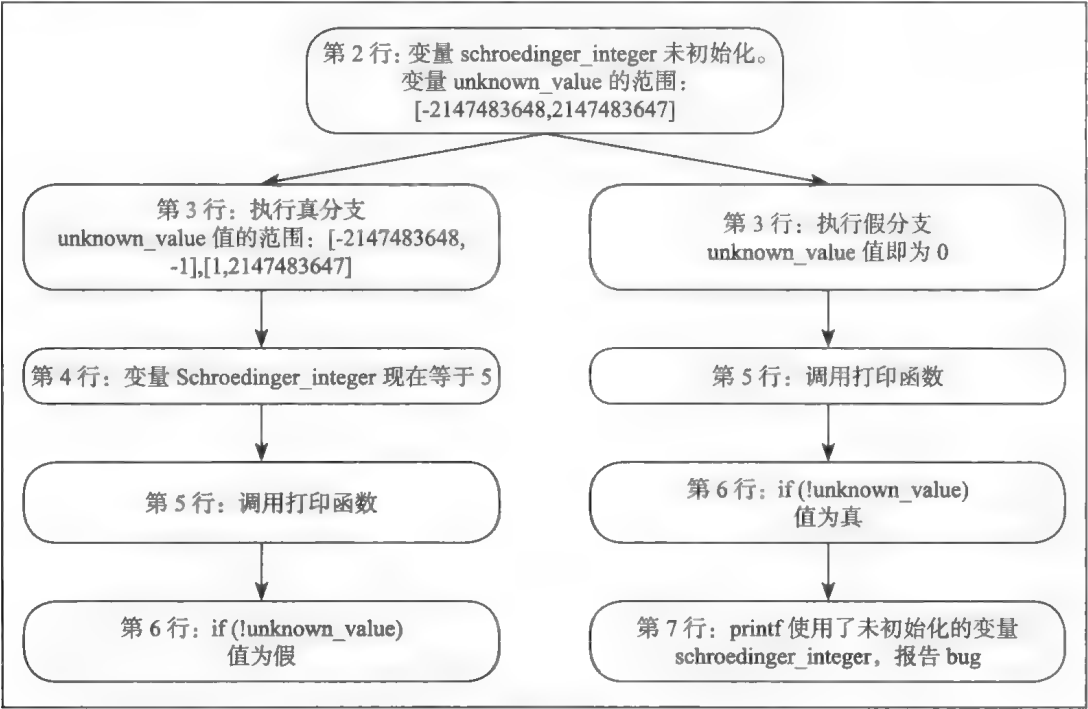 第 2 行: 变量 schroedinger_integer 未初始化。
变量 unknown_value 的范围:
[-2147483648,2147483647]
第 3 行：执行真分支
unknown_value 值的范围：[-2147483648,
-1],[1,2147483647]
第 3 行：执行假分支
unknown_value 值即为 0
第 4 行：变量 Schroedinger_integer 现在等于 5
第 5 行：调用打印函数
第 5 行：调用打印函数
第 6 行：if (!unknown_value)
值为真
第 6 行：if (!unknown_value)
值为假
第 7 行：printf 使用了未初始化的变量
schroedinger_integer，报告 bug